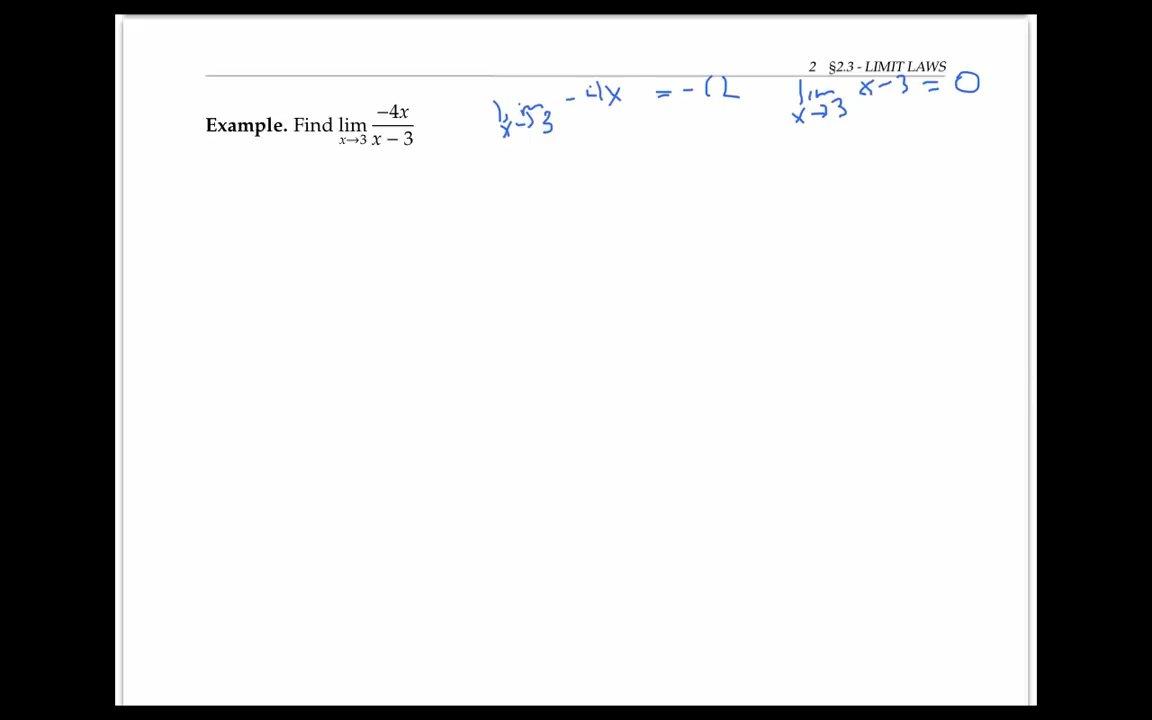 2 §2.3 - LIMIT LAWS
Example. Find lim x→3 −4x / x − 3
lim x→3 -4x = -12
lim x→3 x-3 = 0